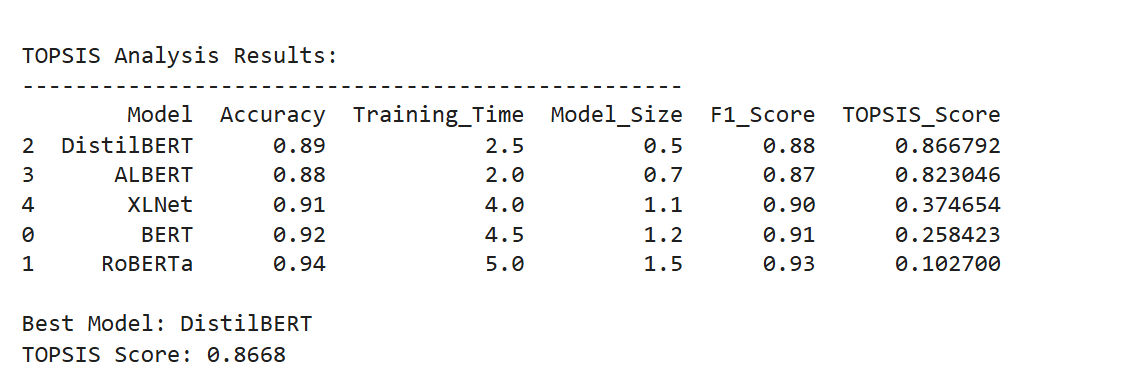 TOPSIS Analysis Results:
--------------------------------------------------
Model Accuracy Training_Time Model_Size F1_Score TOPSIS_Score
2 DistilBERT 0.89 2.5 0.5 0.88 0.866792
3 ALBERT 0.88 2.0 0.7 0.87 0.823046
4 XLNet 0.91 4.0 1.1 0.90 0.374654
0 BERT 0.92 4.5 1.2 0.91 0.258423
1 RoBERTa 0.94 5.0 1.5 0.93 0.102700
Best Model: DistilBERT
TOPSIS Score: 0.8668